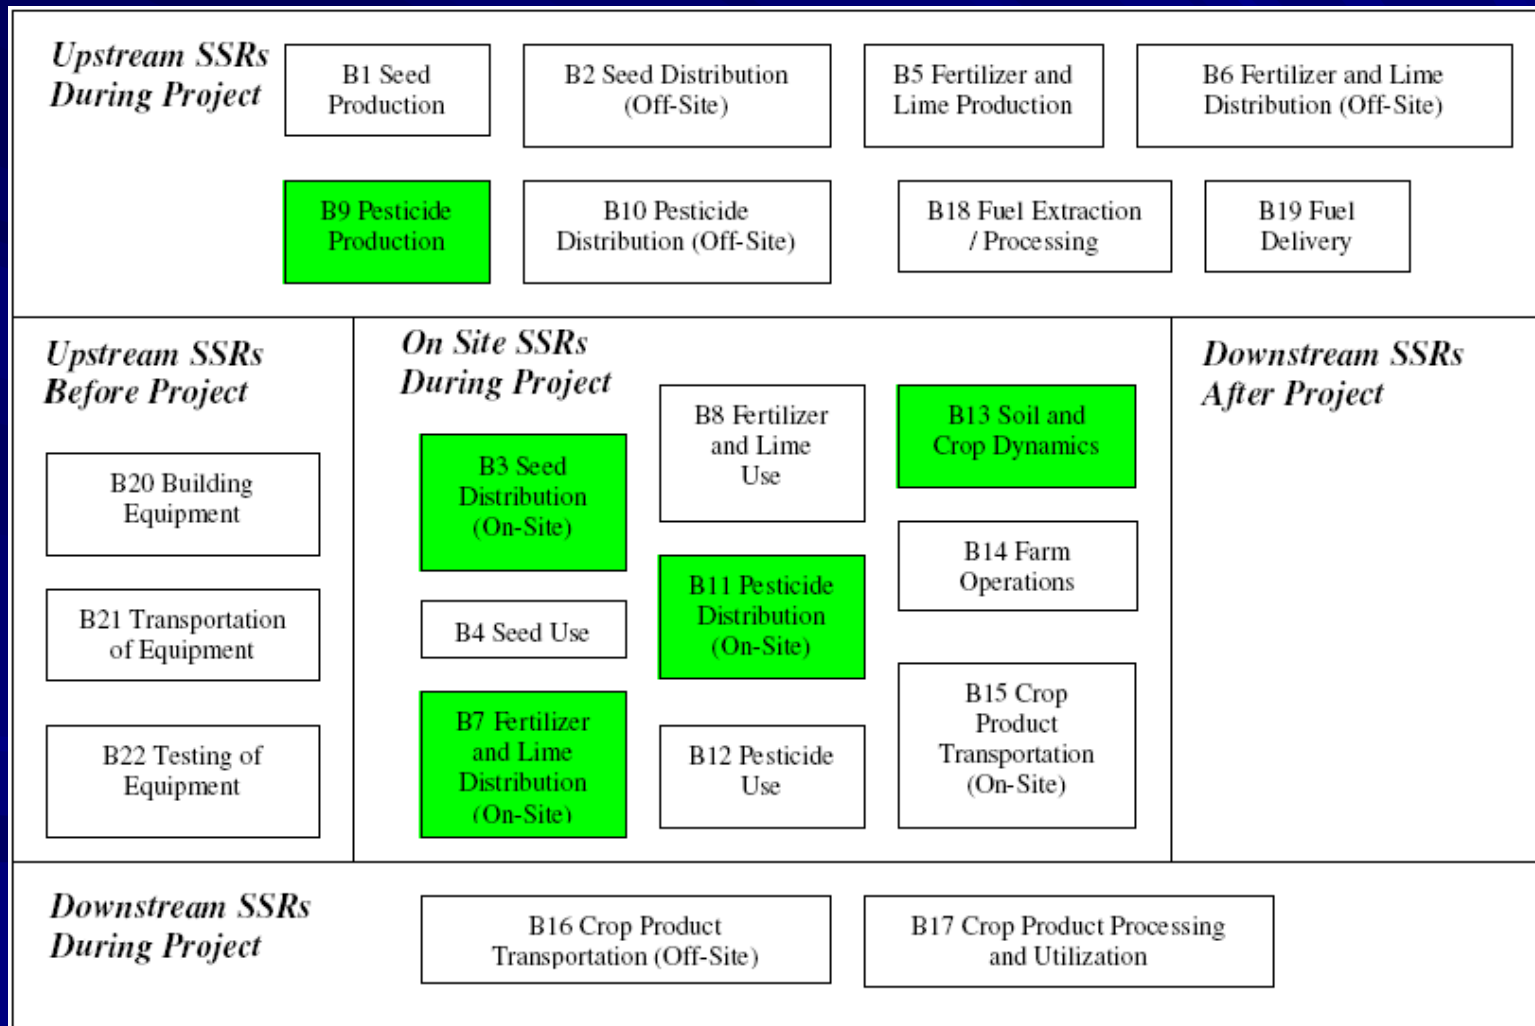 Upstream SSRs
During Project
B1 Seed
Production
B2 Seed Distribution
(Off-Site)
B5 Fertilizer and
Lime Production
B6 Fertilizer and Lime
Distribution (Off-Site)
B9 Pesticide
Production
B10 Pesticide
Distribution (Off-Site)
B18 Fuel Extraction
/ Processing
B19 Fuel
Delivery
Upstream SSRs
Before Project
B20 Building
Equipment
B21 Transportation
of Equipment
B22 Testing of
Equipment
On Site SSRs
During Project
B3 Seed
Distribution
(On-Site)
B4 Seed Use
B7 Fertilizer
and Lime
Distribution
(On-Site)
B8 Fertilizer
and Lime
Use
B11 Pesticide
Distribution
(On-Site)
B12 Pesticide
Use
B13 Soil and
Crop Dynamics
B14 Farm
Operations
B15 Crop
Product
Transportation
(On-Site)
Downstream SSRs
After Project
Downstream SSRs
During Project
B16 Crop Product
Transportation (Off-Site)
B17 Crop Product Processing
and Utilization